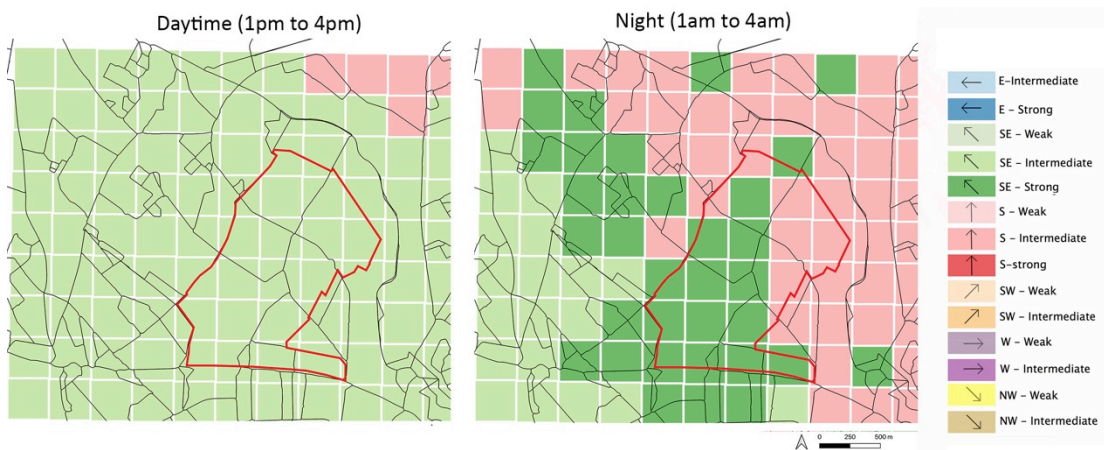 Daytime (1pm to 4pm)
Night (1am to 4am)
E-Intermediate
E - Strong
SE - Weak
SE - Intermediate
SE - Strong
S - Weak
S - Intermediate
S-strong
SW - Weak
SW - Intermediate
W - Weak
W - Intermediate
NW - Weak
NW - Intermediate
0 250 500 m